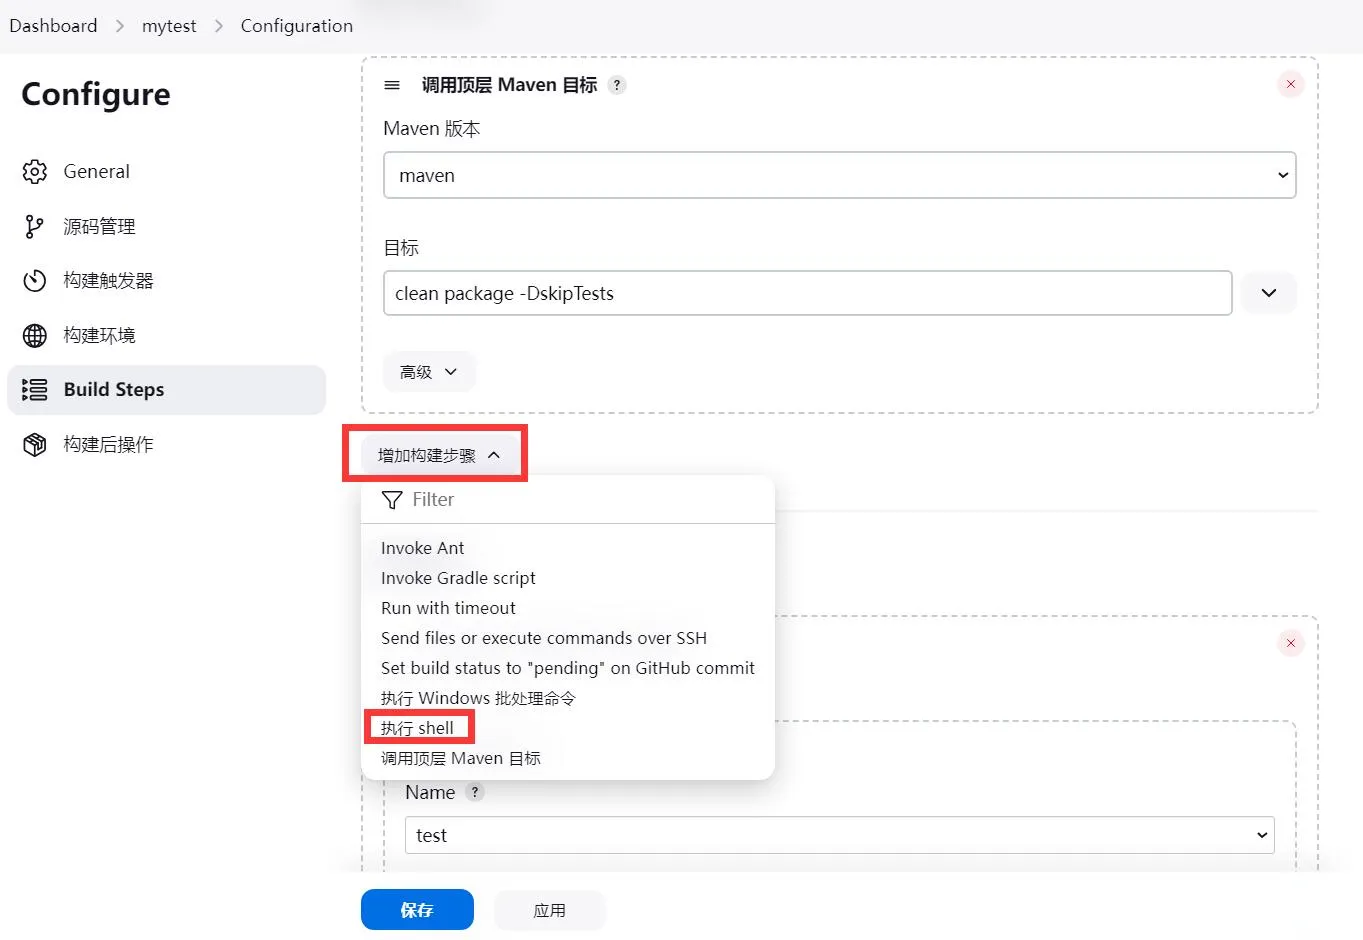 Dashboard > mytest > Configuration
Configure
General
源码管理
构建触发器
构建环境
Build Steps
构建后操作
调用顶层 Maven 目标 ?
Maven 版本
maven
目标
clean package -DskipTests
高级
增加构建步骤
Filter
Invoke Ant
Invoke Gradle script
Run with timeout
Send files or execute commands over SSH
Set build status to "pending" on GitHub commit
执行 Windows 批处理命令
执行 shell
调用顶层 Maven 目标
Name ?
test
保存
应用